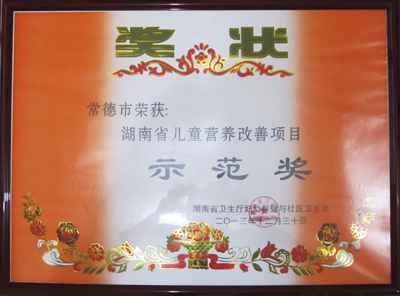 奖状
常德市荣获:
湖南省儿童营养改善项目
示范奖
湖南省卫生厅妇幼保健与社区卫生处
二〇一三年十二月三十日